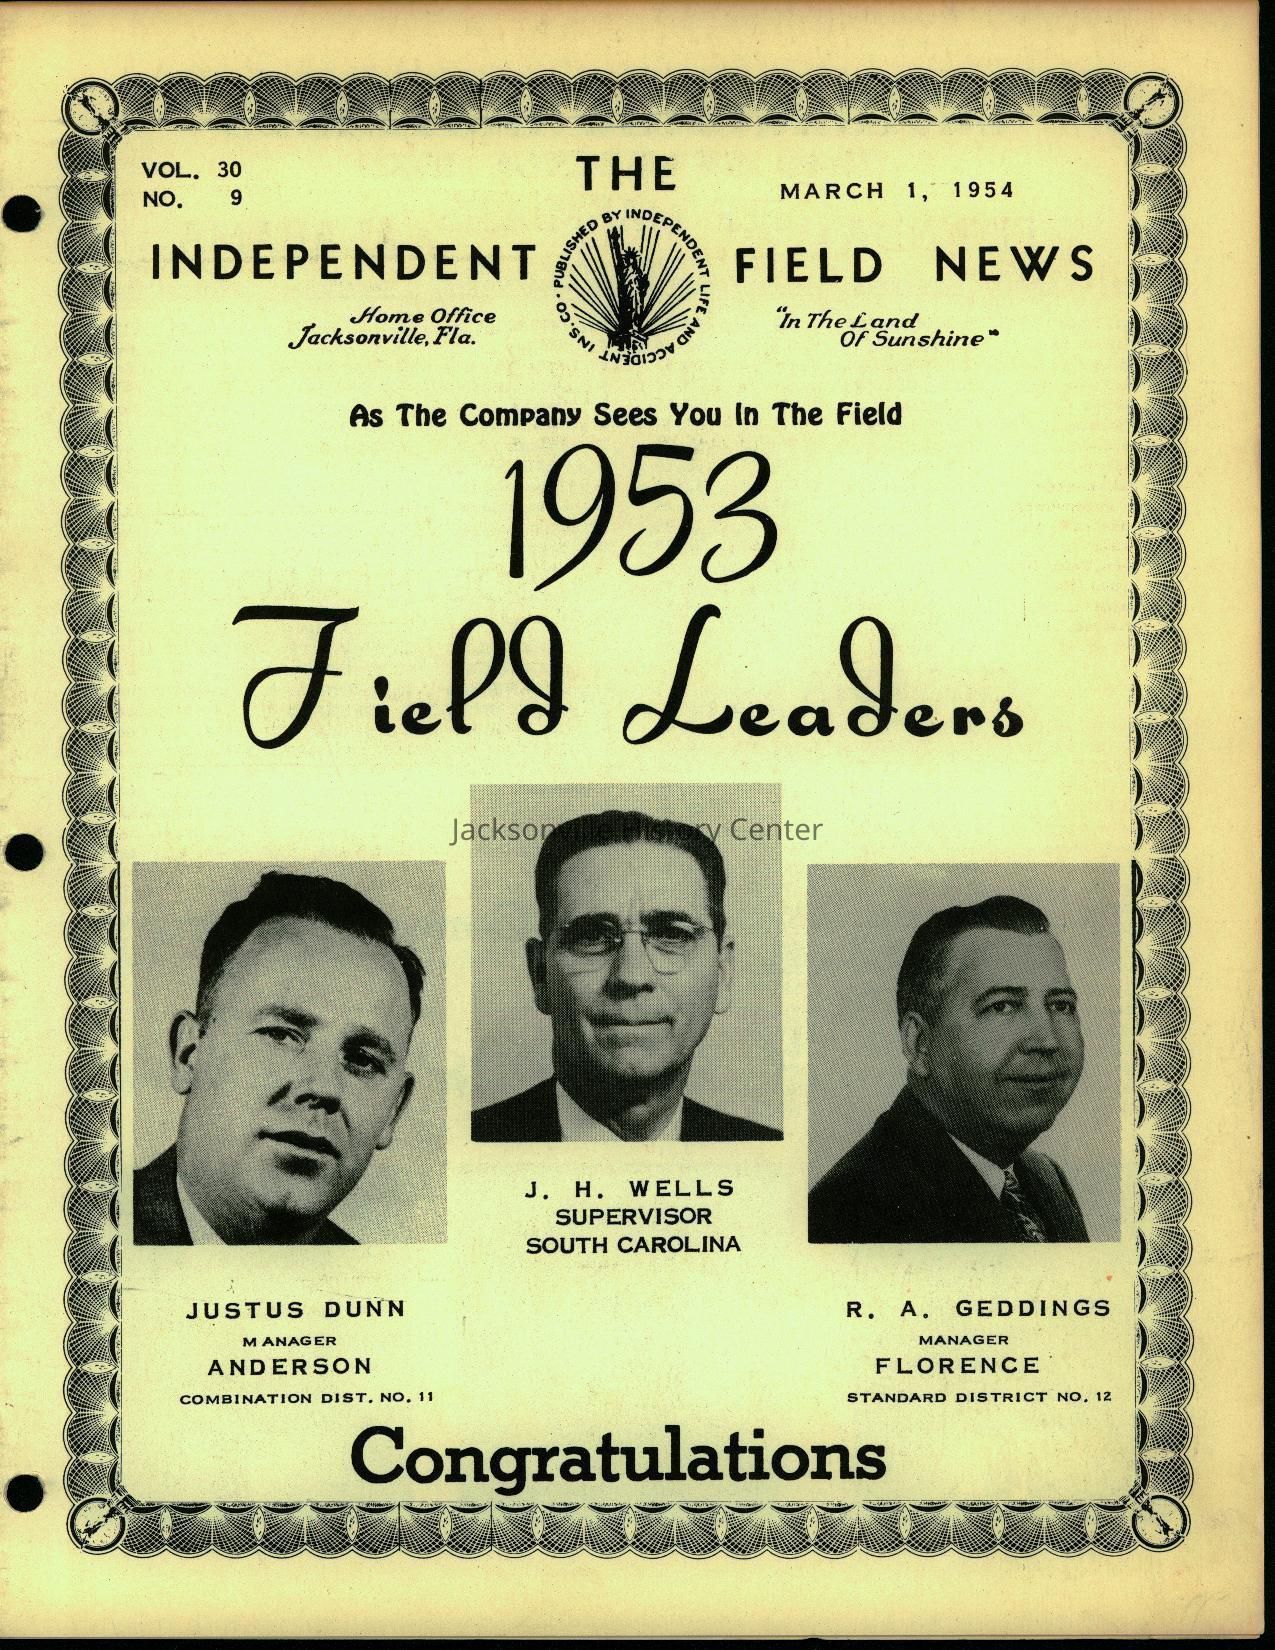 VOL. 30
NO. 9
THE
MARCH 1, 1954
INDEPENDENT
PUBLISHED BY INDEPENDENT LIFE AND ACCIDENT INS. CO.
FIELD NEWS
Home Office
Jacksonville, Fla.
"In The Land
Of Sunshine"
As The Company Sees You In The Field
1953
Field Leaders
Jacksonville History Center
J. H. WELLS
SUPERVISOR
SOUTH CAROLINA
JUSTUS DUNN
MANAGER
ANDERSON
COMBINATION DIST. NO. 11
R. A. GEDDINGS
MANAGER
FLORENCE
STANDARD DISTRICT NO. 12
Congratulations